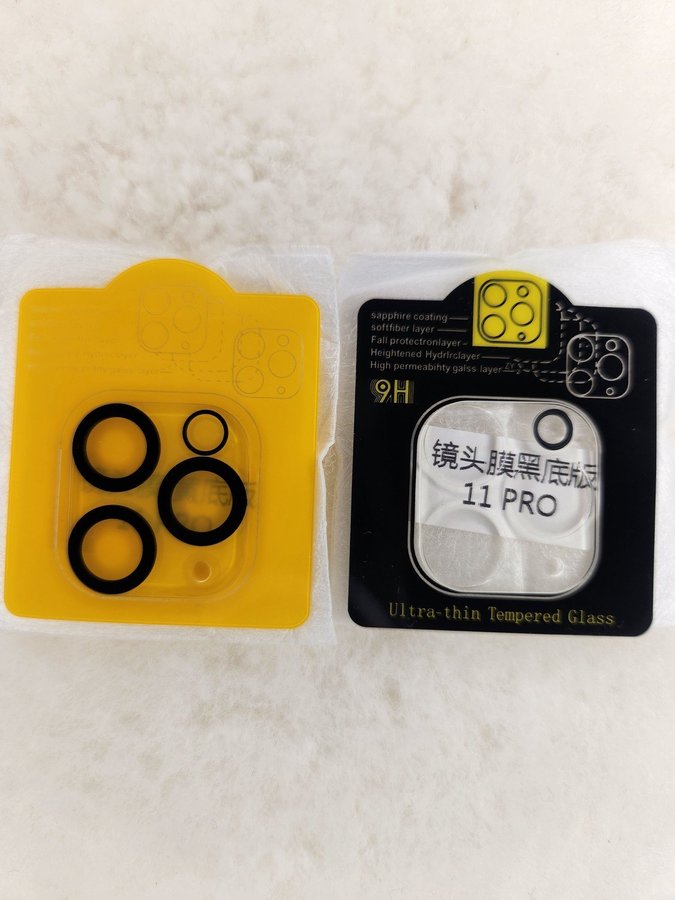 sapphire coating
softfiber layer
Fall protectronlayer
Heightened Hydrlrclayer
High permeabihty galss layer
9H
镜头膜黑底版
11 PRO
Ultra-thin Tempered Glass